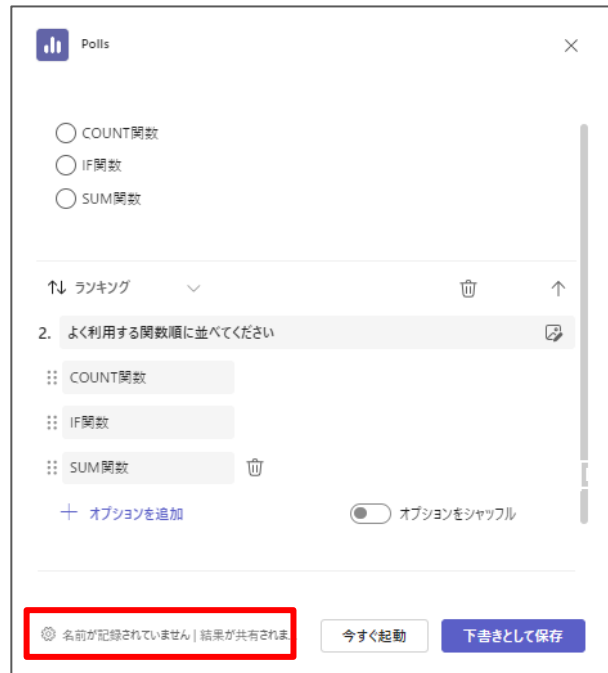 Polls
COUNT関数
IF関数
SUM関数
ランキング
2. よく利用する関数順に並べてください
COUNT関数
IF関数
SUM関数
オプションを追加
オプションをシャッフル
名前が記録されていません | 結果が共有されま...
今すぐ起動
下書きとして保存